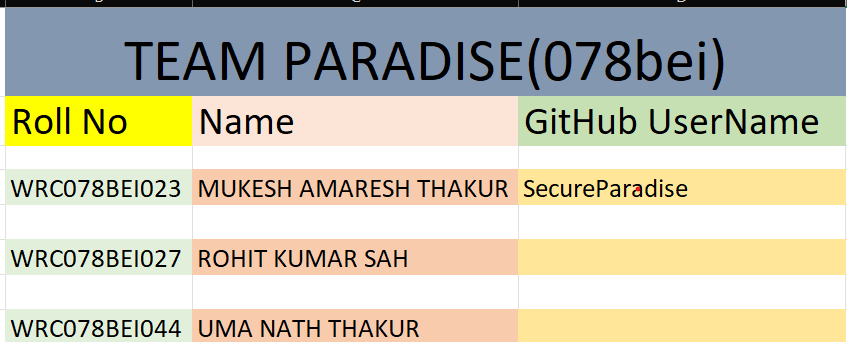 TEAM PARADISE(078bei)
Roll No Name GitHub UserName
WRC078BEI023 MUKESH AMARESH THAKUR SecureParadise
WRC078BEI027 ROHIT KUMAR SAH
WRC078BEI044 UMA NATH THAKUR